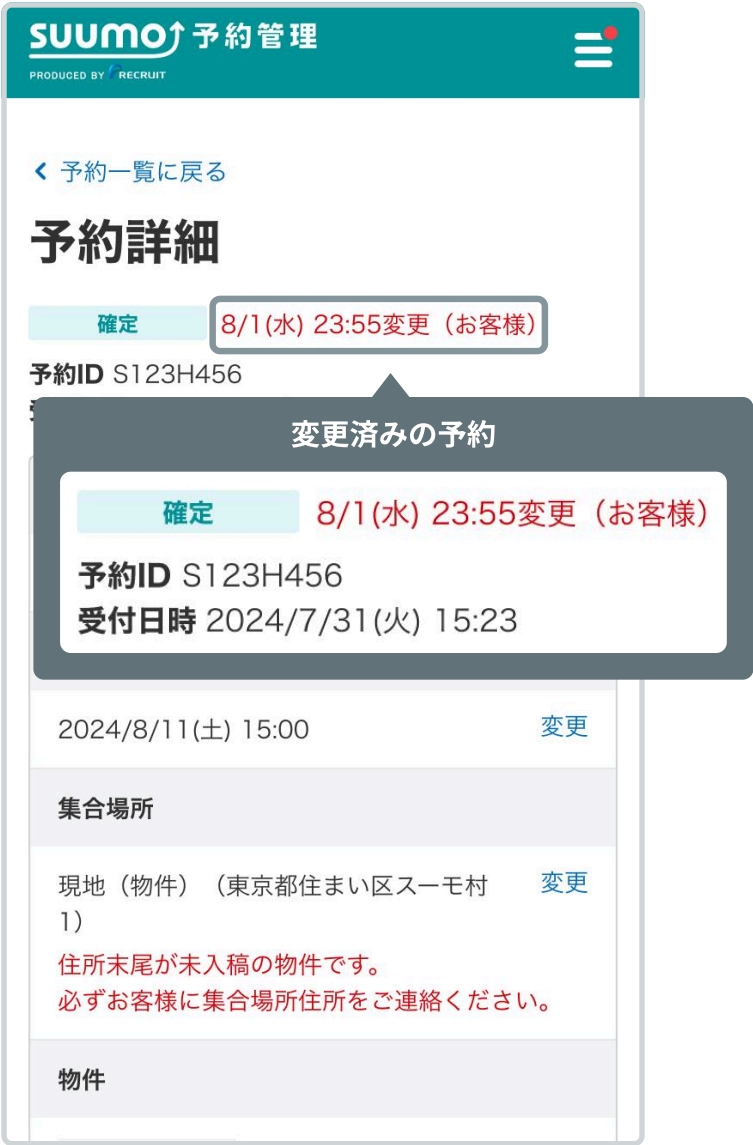 SUUMO 予約管理
PRODUCED BY RECRUIT
予約一覧に戻る
予約詳細
確定 8/1(水) 23:55変更（お客様）
予約ID S123H456
変更済みの予約
確定 8/1(水) 23:55変更（お客様）
予約ID S123H456
受付日時 2024/7/31(火) 15:23
2024/8/11(土) 15:00 変更
集合場所
現地（物件）（東京都住まい区スーモ村 変更
1）
住所末尾が未入稿の物件です。
必ずお客様に集合場所住所をご連絡ください。
物件